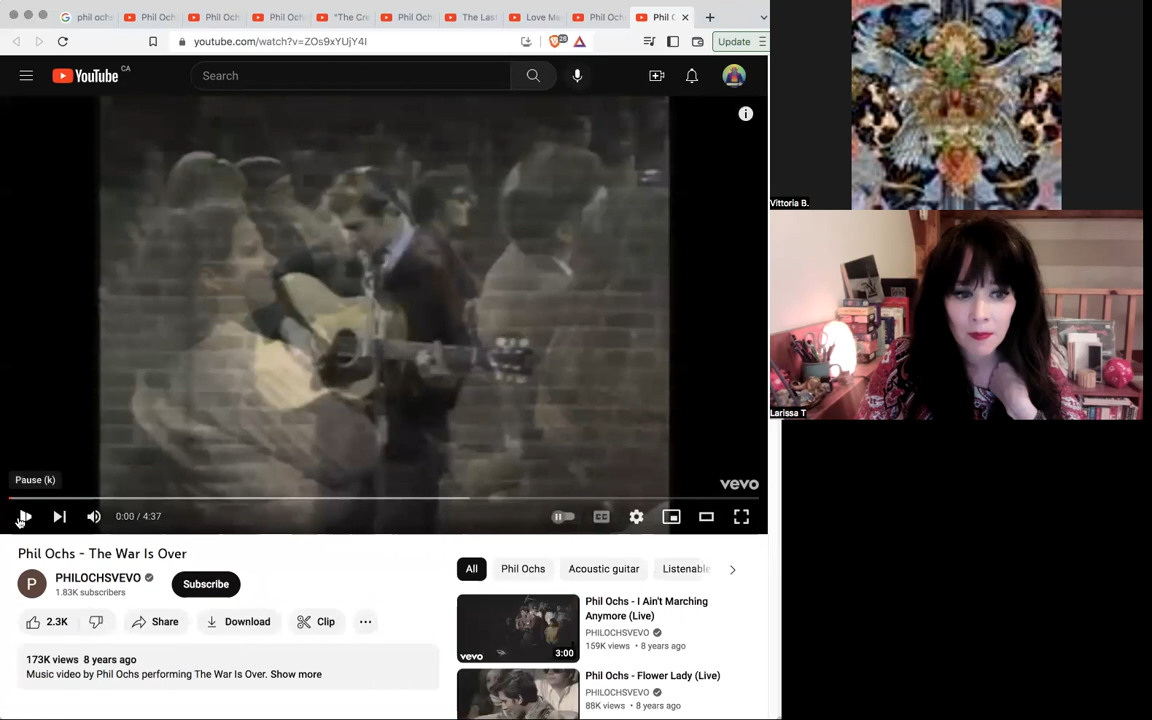 phil ochs
Phil Och
Phil Och
Phil Och
"The Cre
Phil Och
The Last
Love Me
Phil Och
Phil O
youtube.com/watch?v=ZOs9xYUjY4I
26
Update
YouTube CA
Search
Vittoria B.
Larissa T
Pause (k)
vevo
0:00 / 4:37
CC
Phil Ochs - The War Is Over
P
PHILOCHSVEVO
1.83K subscribers
Subscribe
2.3K
Share
Download
Clip
173K views 8 years ago
Music video by Phil Ochs performing The War Is Over. Show more
All
Phil Ochs
Acoustic guitar
Listenable
Phil Ochs - I Ain't Marching
Anymore (Live)
PHILOCHSVEVO
159K views • 8 years ago
vevo
3:00
Phil Ochs - Flower Lady (Live)
PHILOCHSVEVO
88K views • 8 years ago